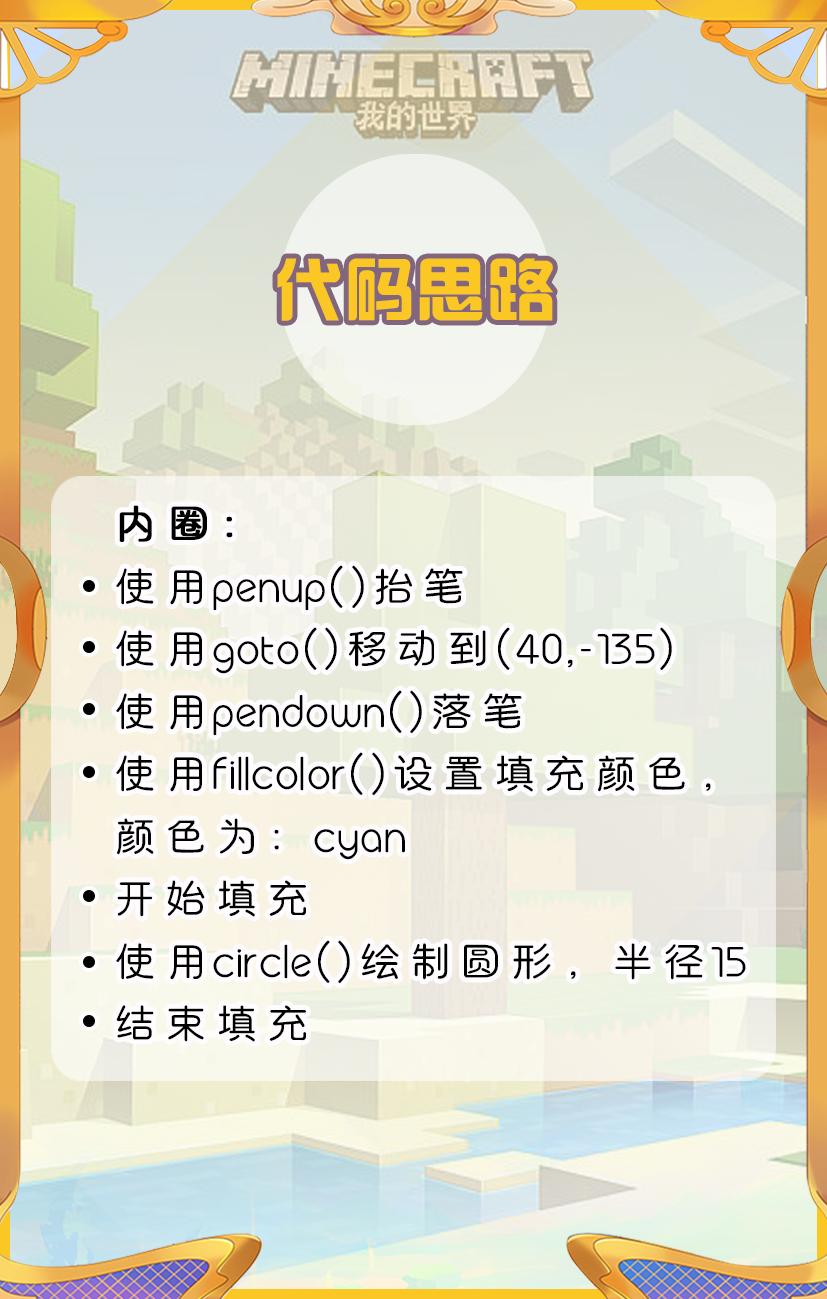 MINECRAFT
我的世界
代码思路
内圈：
• 使用penup()抬笔
• 使用goto()移动到(40,-135)
• 使用pendown()落笔
• 使用fillcolor()设置填充颜色，
颜色为：cyan
• 开始填充
• 使用circle()绘制圆形，半径15
• 结束填充